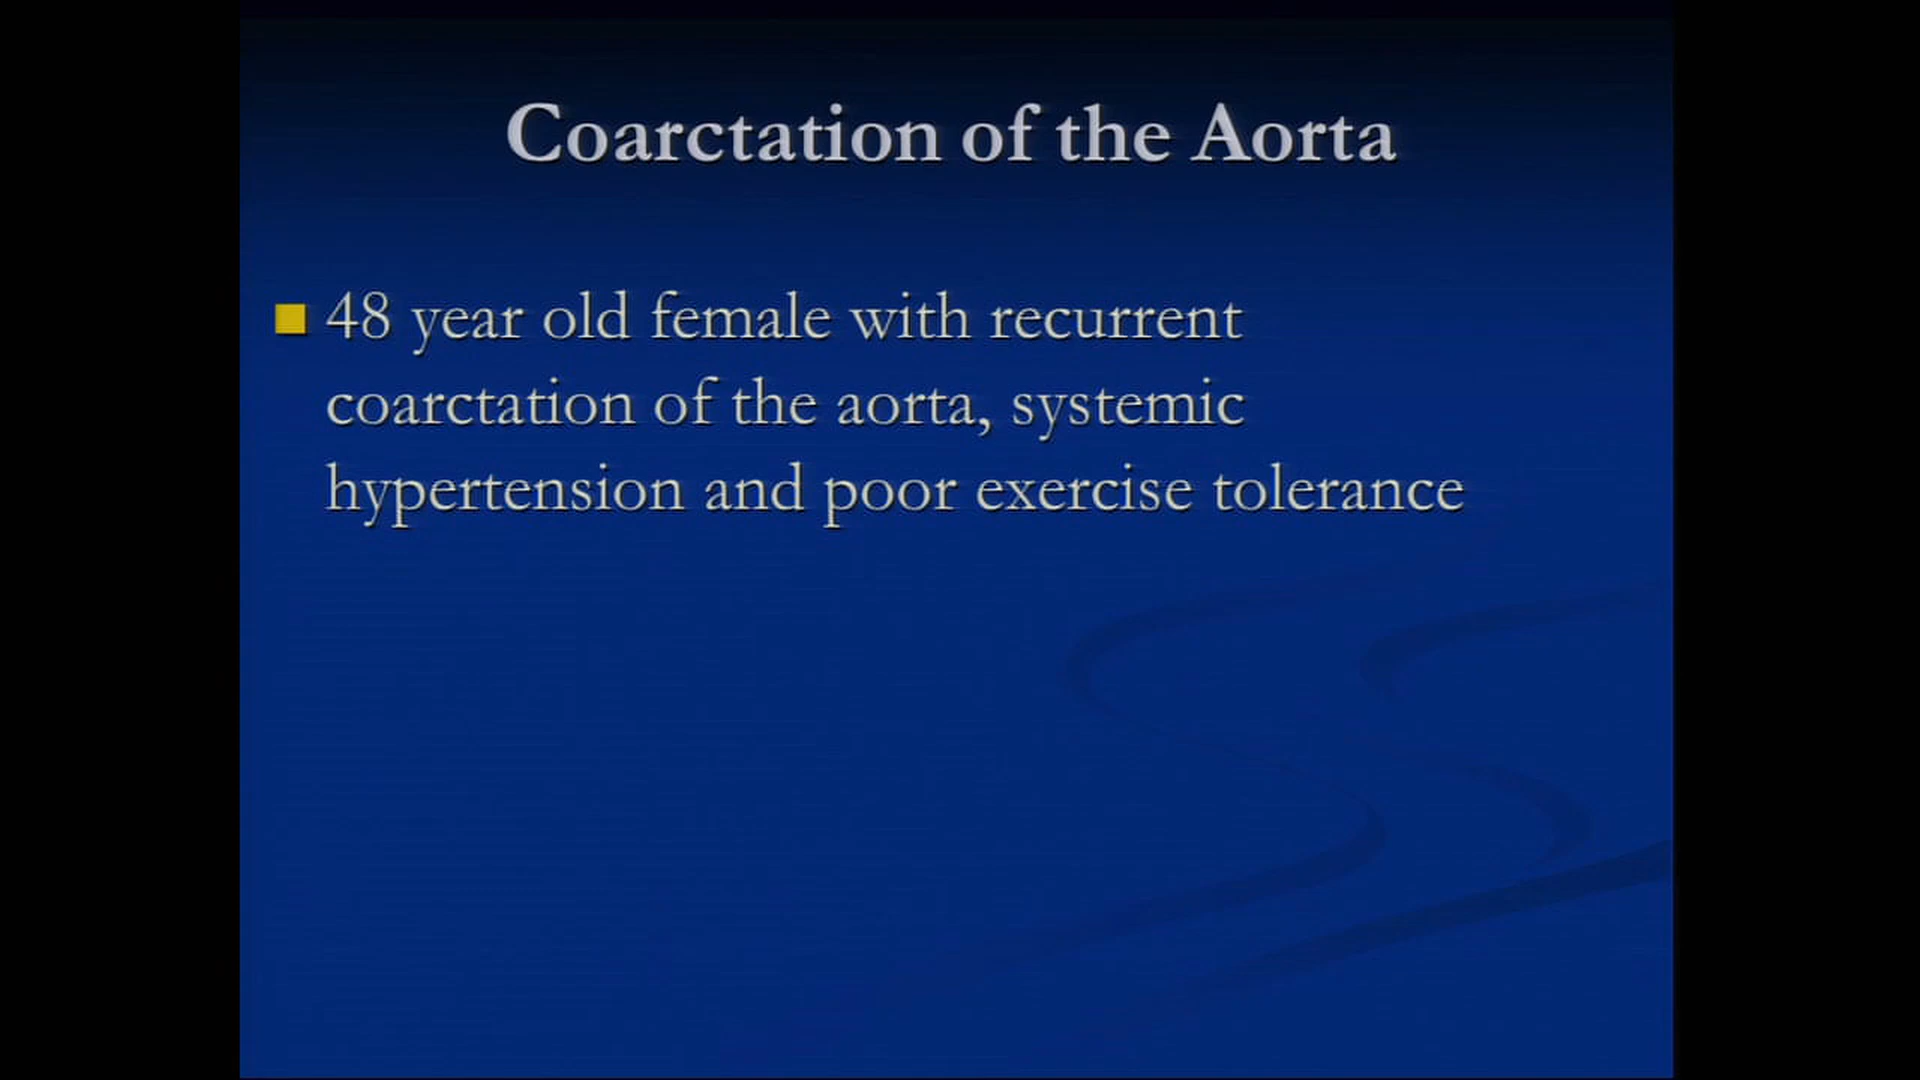 Coarctation of the Aorta
48 year old female with recurrent
coarctation of the aorta, systemic
hypertension and poor exercise tolerance